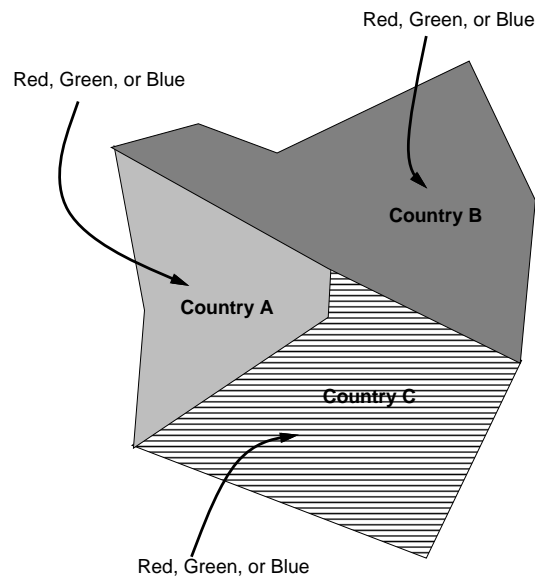 Red, Green, or Blue
Red, Green, or Blue
Country B
Country A
Country C
Red, Green, or Blue